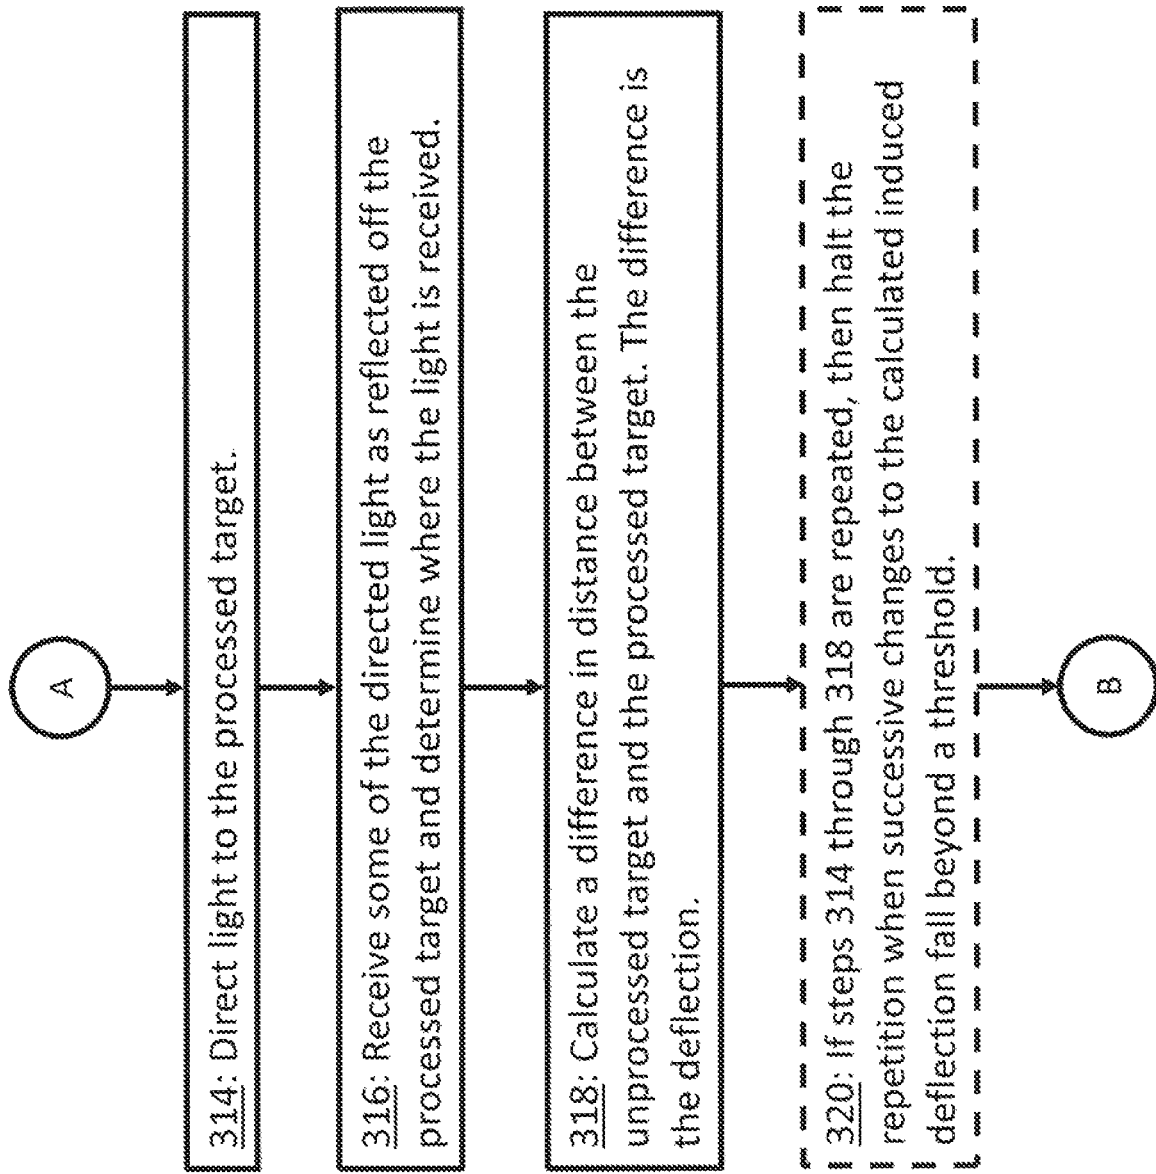 A
314: Direct light to the processed target.
316: Receive some of the directed light as reflected off the
processed target and determine where the light is received.
318: Calculate a difference in distance between the
unprocessed target and the processed target. The difference is
the deflection.
320: If steps 314 through 318 are repeated, then halt the
repetition when successive changes to the calculated induced
deflection fall beyond a threshold.
B